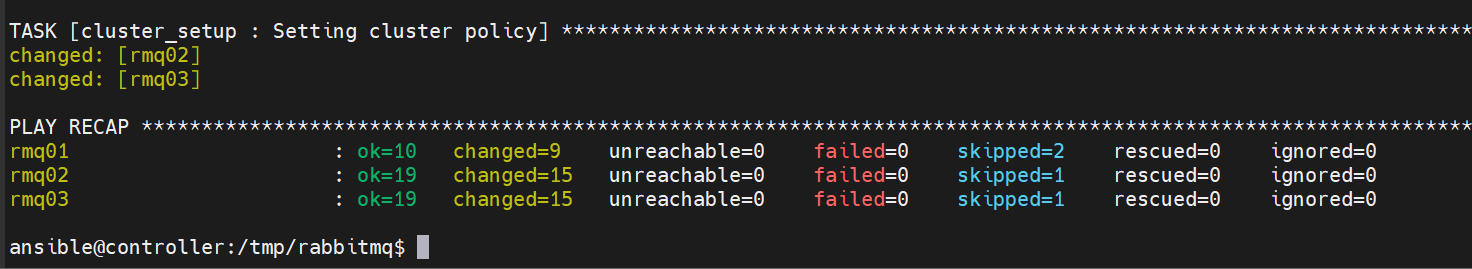 TASK [cluster_setup : Setting cluster policy] ****************************************************************************
changed: [rmq02]
changed: [rmq03]
PLAY RECAP ***************************************************************************************************************
rmq01 : ok=10 changed=9 unreachable=0 failed=0 skipped=2 rescued=0 ignored=0
rmq02 : ok=19 changed=15 unreachable=0 failed=0 skipped=1 rescued=0 ignored=0
rmq03 : ok=19 changed=15 unreachable=0 failed=0 skipped=1 rescued=0 ignored=0
ansible@controller:/tmp/rabbitmq$